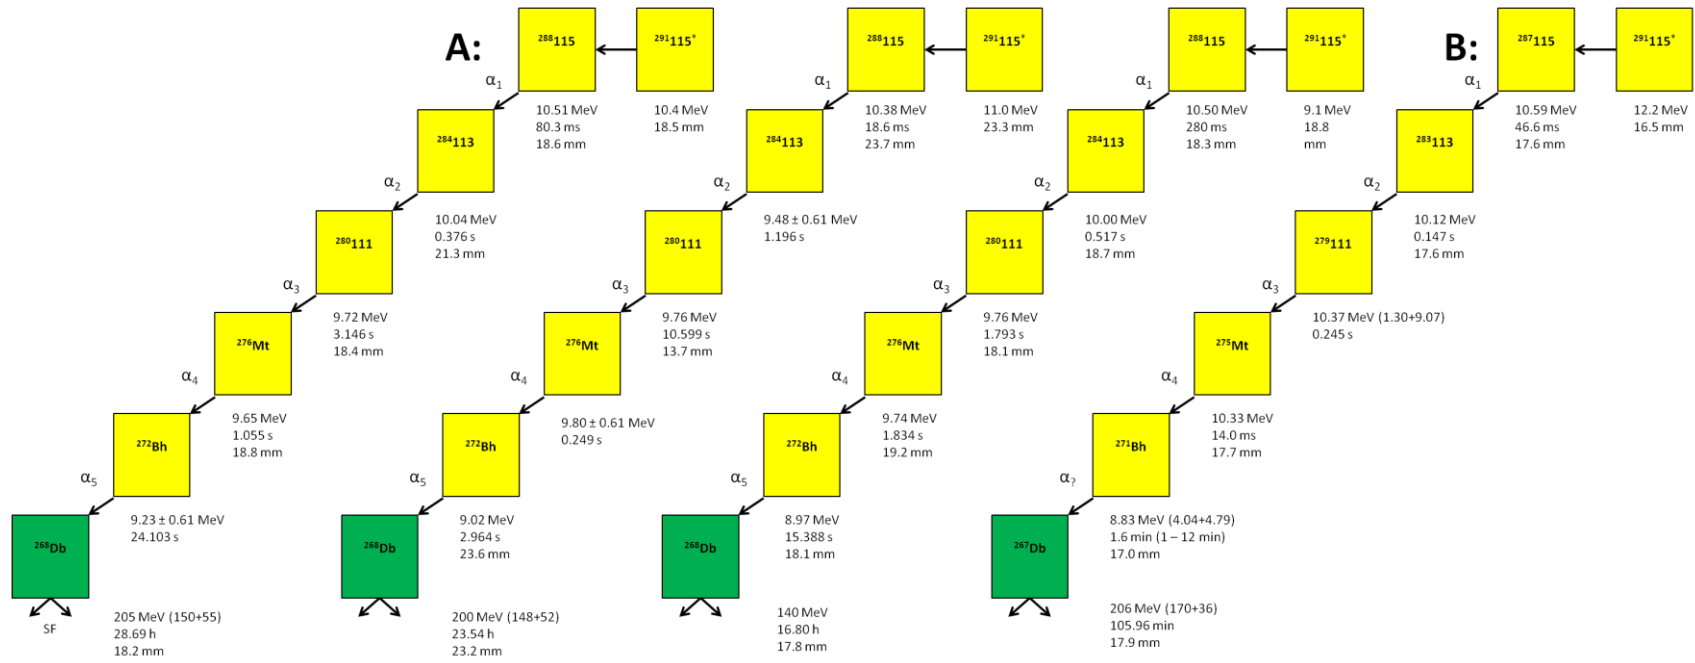 A:
²⁸⁸115
²⁹¹115*
α₁
10.51 MeV
80.3 ms
18.6 mm
10.4 MeV
18.5 mm
²⁸⁴113
α₂
10.04 MeV
0.376 s
21.3 mm
²⁸⁰111
α₃
9.72 MeV
3.146 s
18.4 mm
²⁷⁶Mt
α₄
9.65 MeV
1.055 s
18.8 mm
²⁷²Bh
α₅
9.23 ± 0.61 MeV
24.103 s
²⁶⁸Db
SF
205 MeV (150+55)
28.69 h
18.2 mm
²⁸⁸115
²⁹¹115*
α₁
10.38 MeV
18.6 ms
23.7 mm
11.0 MeV
23.3 mm
²⁸⁴113
α₂
9.48 ± 0.61 MeV
1.196 s
²⁸⁰111
α₃
9.76 MeV
10.599 s
13.7 mm
²⁷⁶Mt
α₄
9.80 ± 0.61 MeV
0.249 s
²⁷²Bh
α₅
9.02 MeV
2.964 s
23.6 mm
²⁶⁸Db
200 MeV (148+52)
23.54 h
23.2 mm
²⁸⁸115
²⁹¹115*
α₁
10.50 MeV
280 ms
18.3 mm
9.1 MeV
18.8
mm
²⁸⁴113
α₂
10.00 MeV
0.517 s
18.7 mm
²⁸⁰111
α₃
9.76 MeV
1.793 s
18.1 mm
²⁷⁶Mt
α₄
9.74 MeV
1.834 s
19.2 mm
²⁷²Bh
α₅
8.97 MeV
15.388 s
18.1 mm
²⁶⁸Db
140 MeV
16.80 h
17.8 mm
B:
²⁸⁷115
²⁹¹115*
α₁
10.59 MeV
46.6 ms
17.6 mm
12.2 MeV
16.5 mm
²⁸³113
α₂
10.12 MeV
0.147 s
17.6 mm
²⁷⁹111
α₃
10.37 MeV (1.30+9.07)
0.245 s
²⁷⁵Mt
α₄
10.33 MeV
14.0 ms
17.7 mm
²⁷¹Bh
α?
8.83 MeV (4.04+4.79)
1.6 min (1 – 12 min)
17.0 mm
²⁶⁷Db
206 MeV (170+36)
105.96 min
17.9 mm